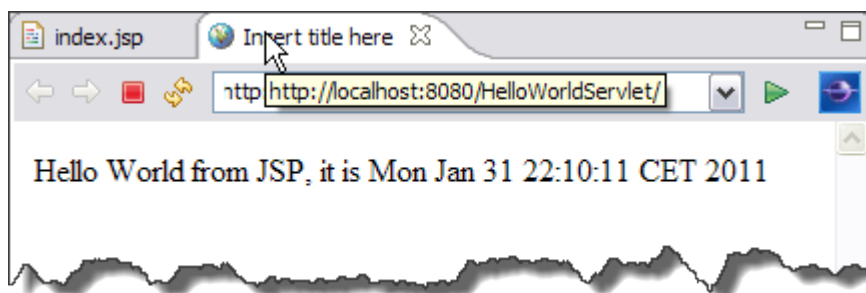 index.jsp Insert title here
http http://localhost:8080/HelloWorldServlet/
Hello World from JSP, it is Mon Jan 31 22:10:11 CET 2011